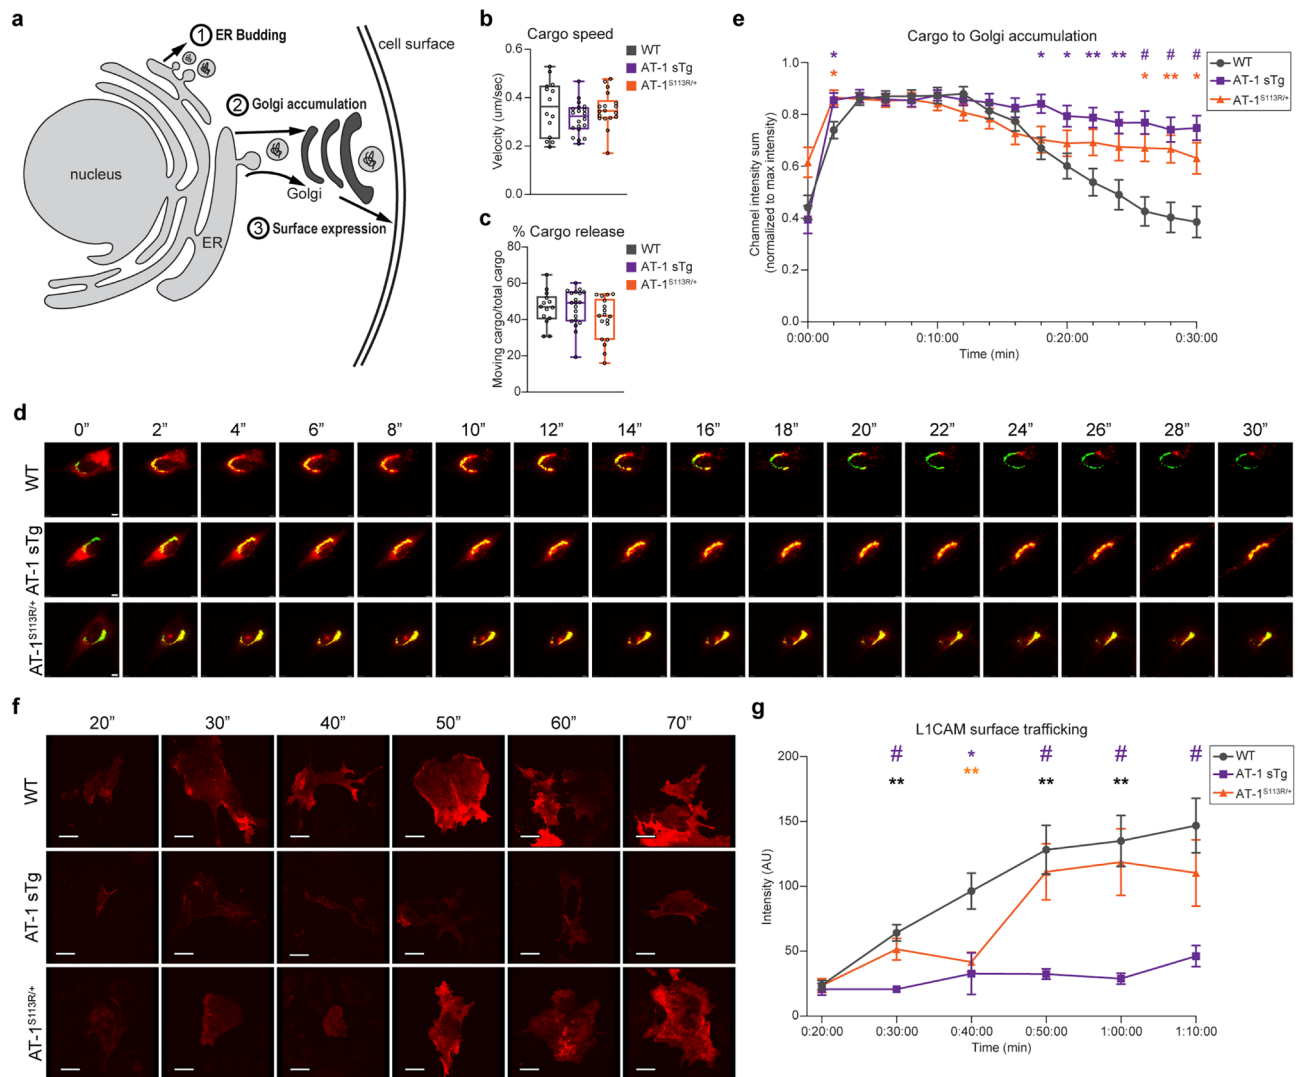 a
1 ER Budding
cell surface
2 Golgi accumulation
nucleus
Golgi
3 Surface expression
ER
b
Cargo speed
Velocity (um/sec)
0.6
0.4
0.2
0.0
WT
AT-1 sTg
AT-1S113R/+
c
% Cargo release
Moving cargo/total cargo
80
60
40
20
0
WT
AT-1 sTg
AT-1S113R/+
e
Cargo to Golgi accumulation
* * * ** ** # # #
* * ** *
Channel intensity sum
(normalized to max intensity)
1.0
0.8
0.6
0.4
0.2
0.0
0:00:00 0:10:00 0:20:00 0:30:00
Time (min)
WT
AT-1 sTg
AT-1S113R/+
d
0” 2” 4” 6” 8” 10” 12” 14” 16” 18” 20” 22” 24” 26” 28” 30”
WT
AT-1 sTg
AT-1S113R/+
f
20” 30” 40” 50” 60” 70”
WT
AT-1 sTg
AT-1S113R/+
g
L1CAM surface trafficking
# * # # #
** ** ** **
Intensity (AU)
200
150
100
50
0
0:20:00 0:30:00 0:40:00 0:50:00 1:00:00 1:10:00
Time (min)
WT
AT-1 sTg
AT-1S113R/+